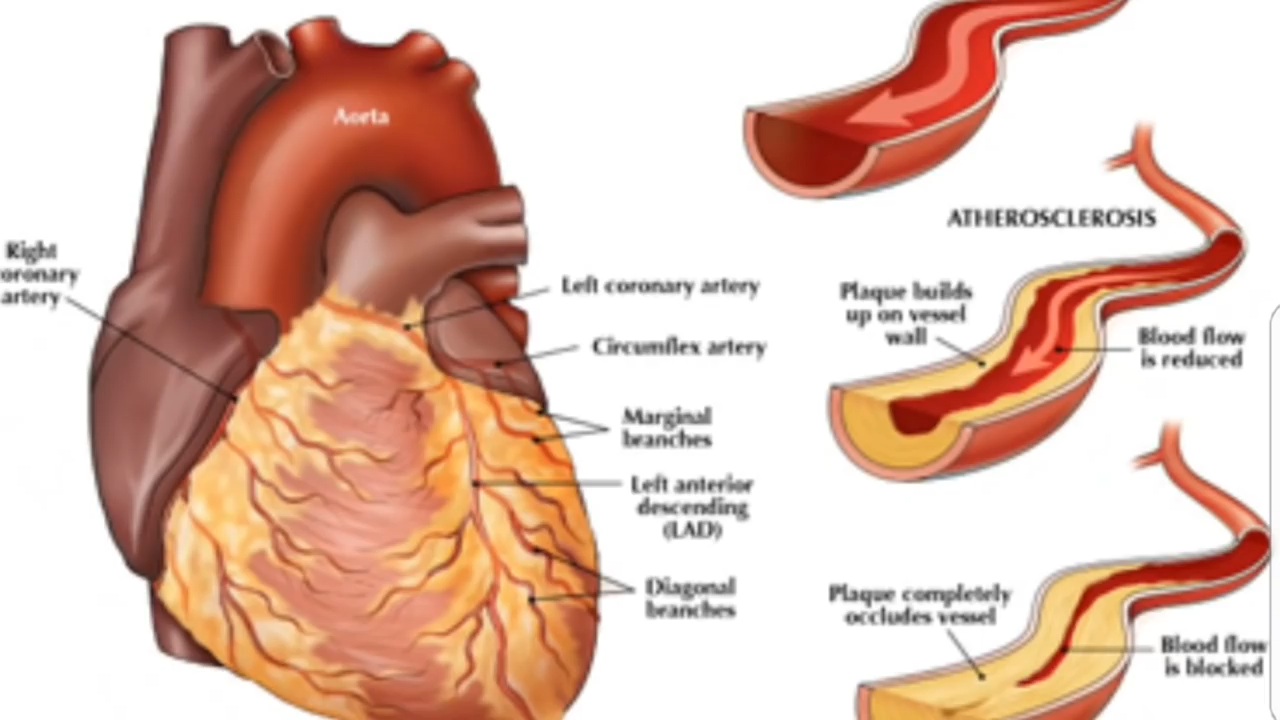 Aorta
Right
oronary
artery
Left coronary artery
Circumflex artery
Marginal
branches
Left anterior
descending
(LAD)
Diagonal
branches
ATHEROSCLEROSIS
Plaque builds
up on vessel
wall
Blood flow
is reduced
Plaque completely
occludes vessel
Blood flow
is blocked